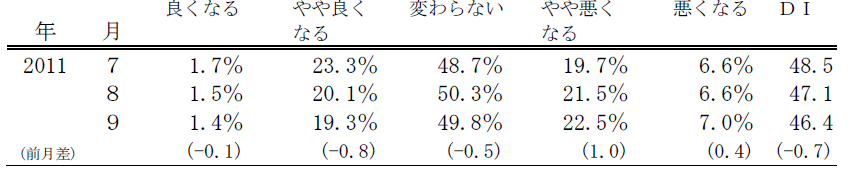 良くなる やや良く 変わらない やや悪く 悪くなる ＤＩ
年 月 なる なる
2011 7 1.7% 23.3% 48.7% 19.7% 6.6% 48.5
8 1.5% 20.1% 50.3% 21.5% 6.6% 47.1
9 1.4% 19.3% 49.8% 22.5% 7.0% 46.4
(前月差) (-0.1) (-0.8) (-0.5) (1.0) (0.4) (-0.7)